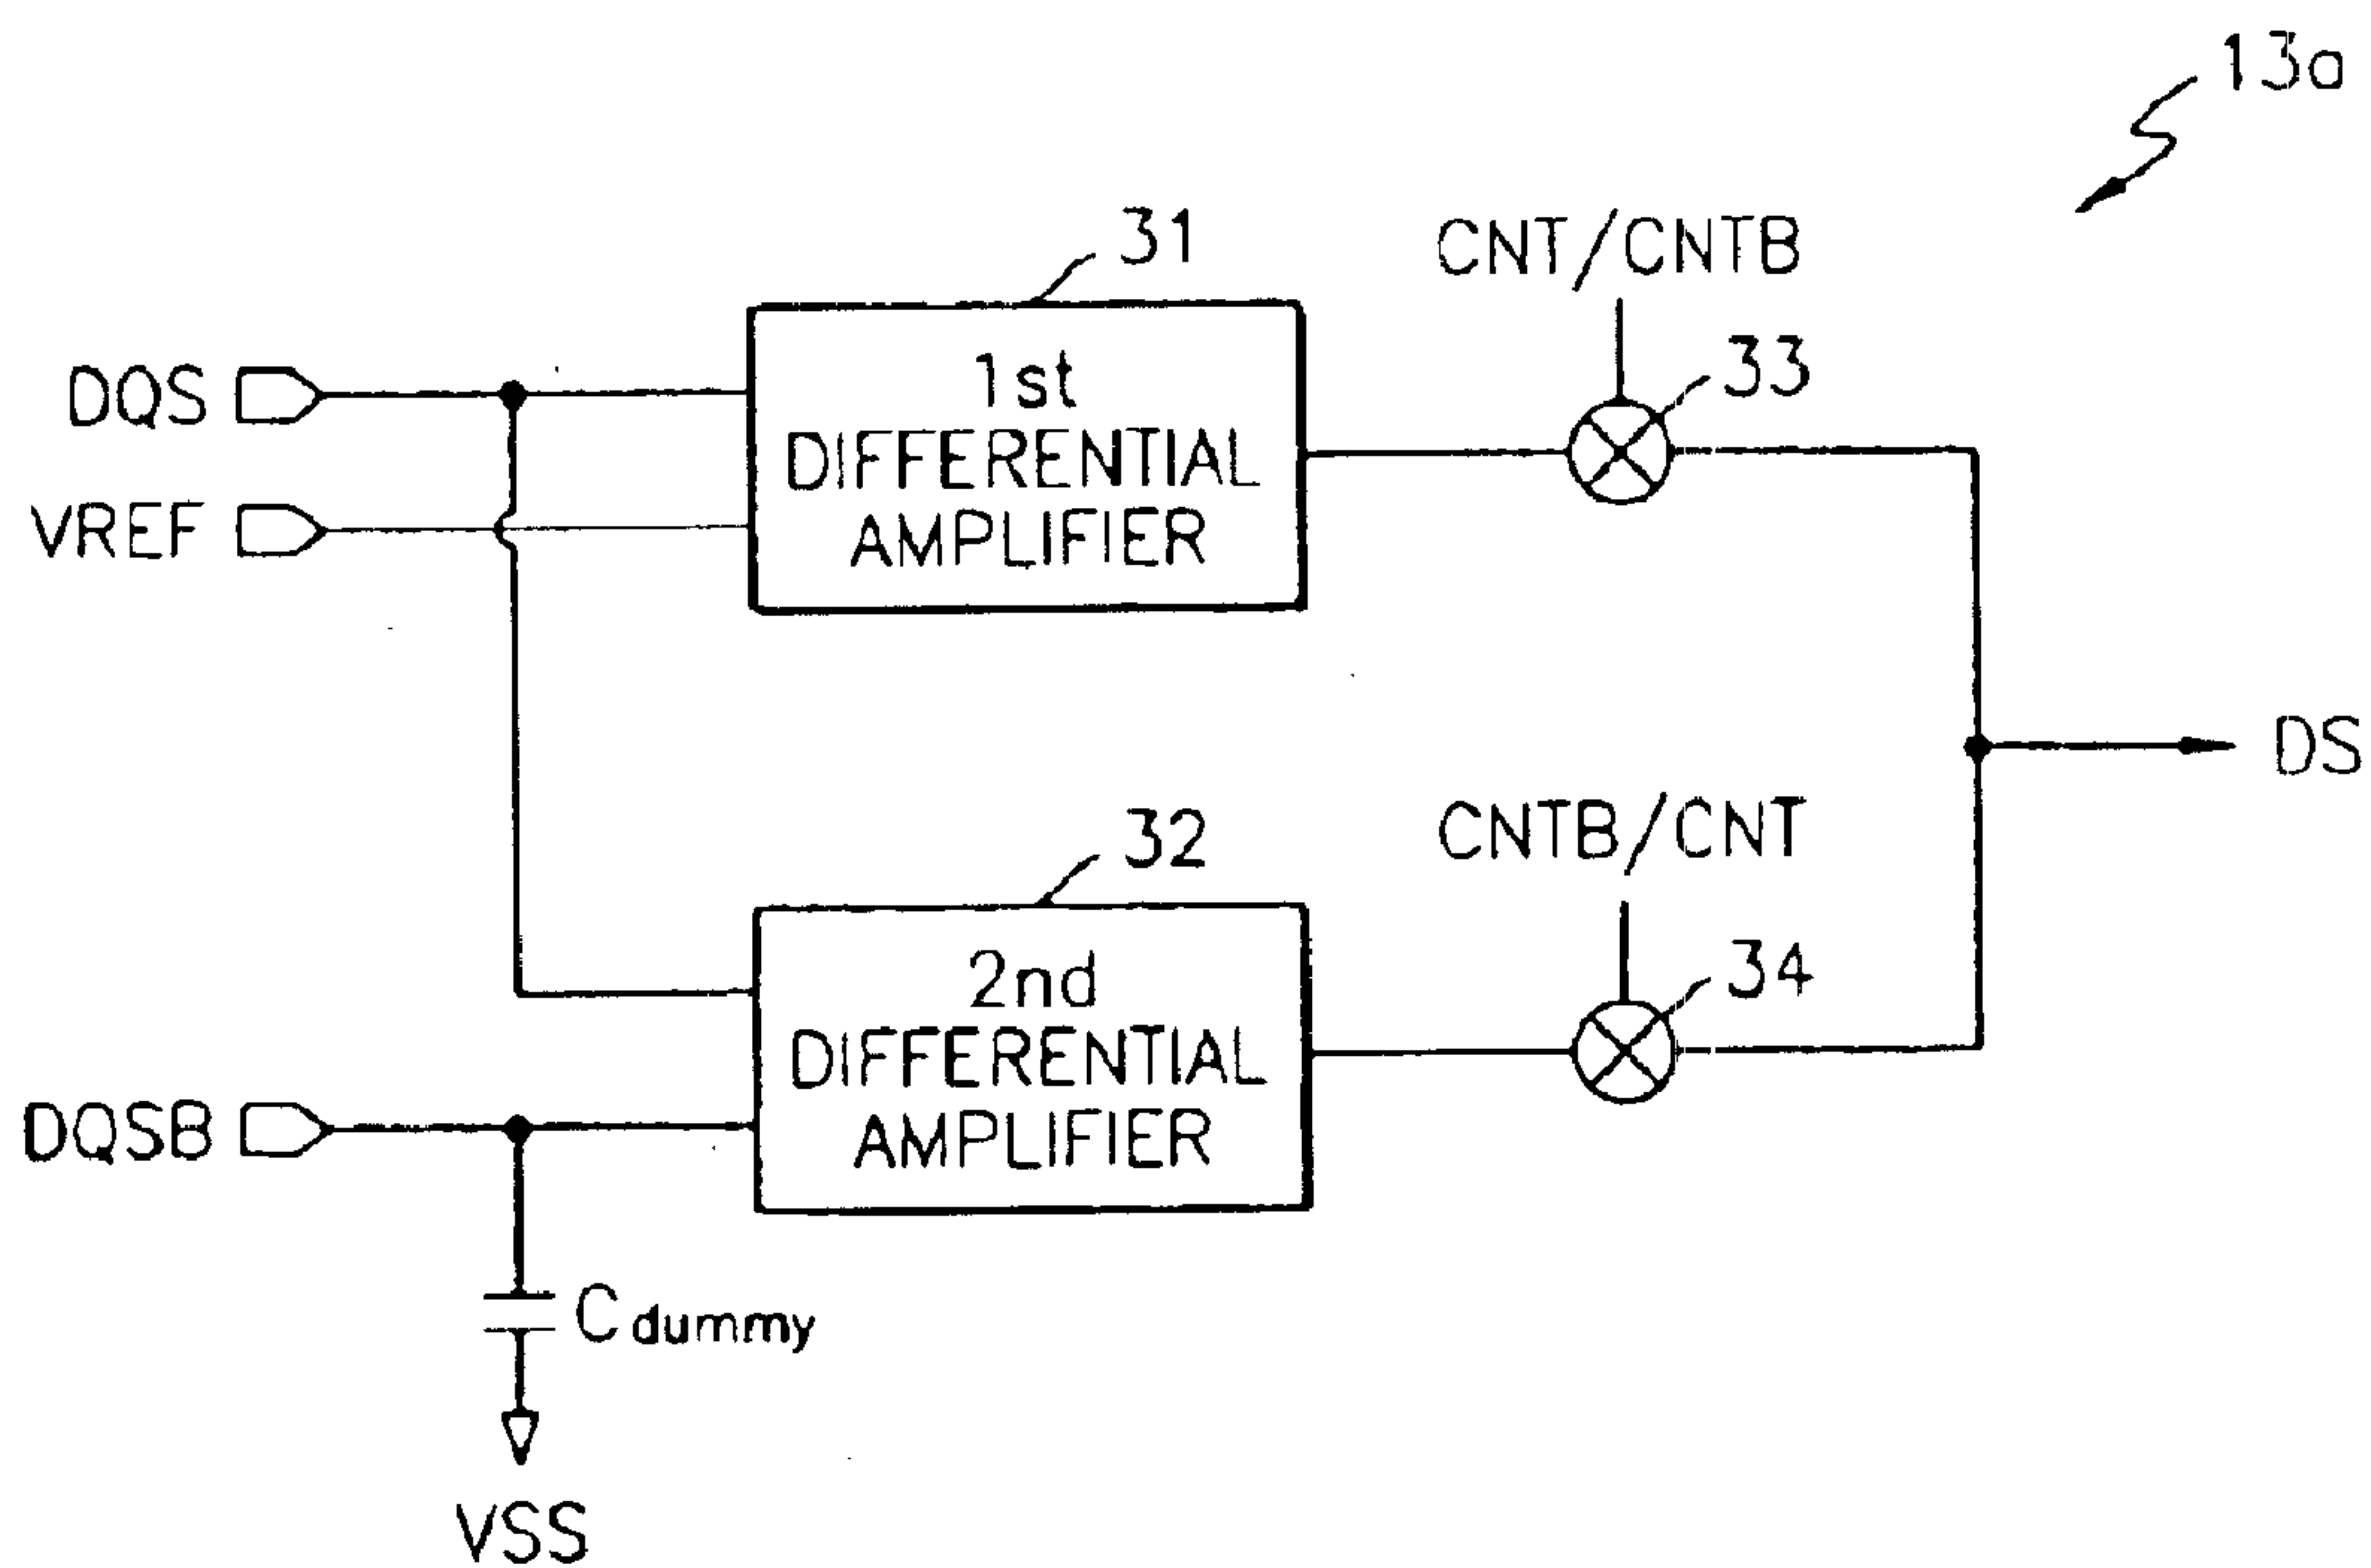 13a
31
CNT/CNTB
33
DQS
1st
DIFFERENTIAL
AMPLIFIER
VREF
DS
32
CNTB/CNT
34
2nd
DIFFERENTIAL
AMPLIFIER
DQSB
Cdummy
VSS